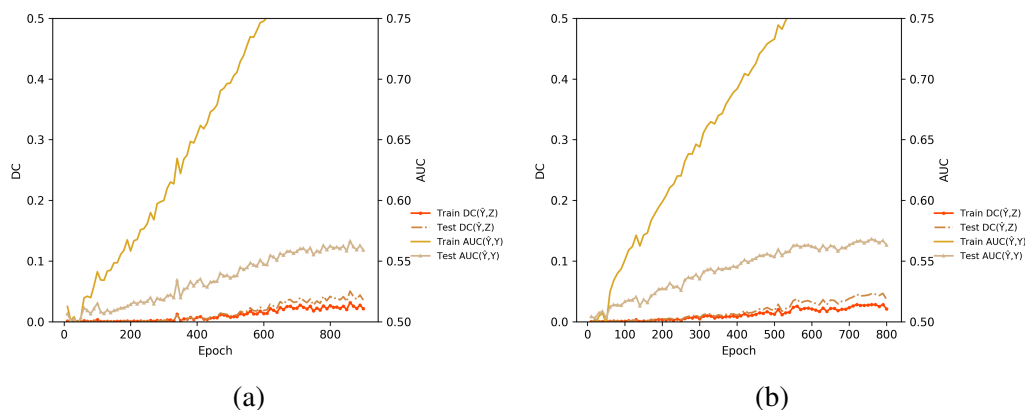 0.5
0.4
0.3
0.2
0.1
0.0
DC
0 200 400 600 800
Epoch
0.75
0.70
0.65
0.60
0.55
0.50
AUC
Train DC(Ŷ,Z)
Test DC(Ŷ,Z)
Train AUC(Ŷ,Y)
Test AUC(Ŷ,Y)
(a)
0.5
0.4
0.3
0.2
0.1
0.0
DC
0 100 200 300 400 500 600 700 800
Epoch
0.75
0.70
0.65
0.60
0.55
0.50
AUC
Train DC(Ŷ,Z)
Test DC(Ŷ,Z)
Train AUC(Ŷ,Y)
Test AUC(Ŷ,Y)
(b)